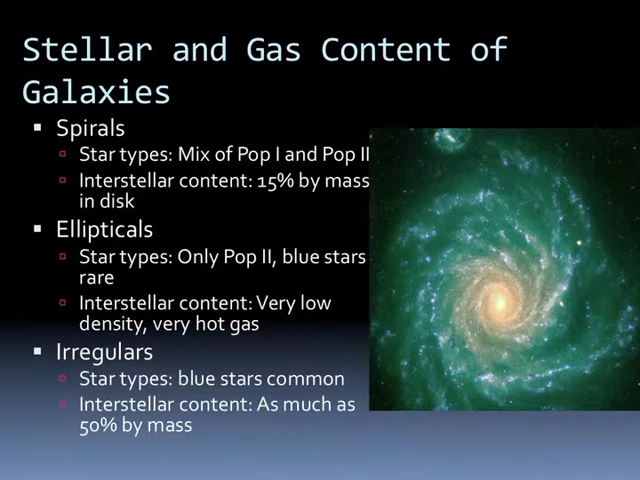 Stellar and Gas Content of
Galaxies
Spirals
Star types: Mix of Pop I and Pop II
Interstellar content: 15% by mass
in disk
Ellipticals
Star types: Only Pop II, blue stars
rare
Interstellar content: Very low
density, very hot gas
Irregulars
Star types: blue stars common
Interstellar content: As much as
50% by mass